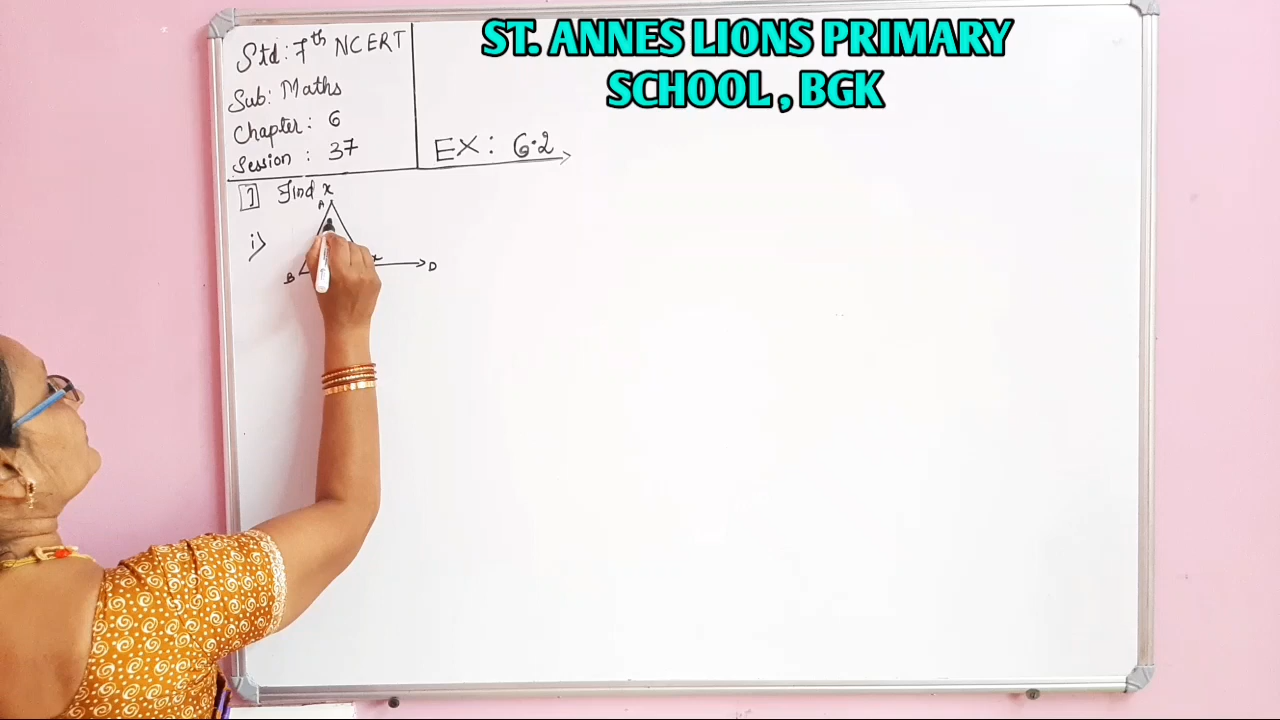 ST. ANNES LIONS PRIMARY
SCHOOL , BGK
Std: 7th NCERT
Sub: Maths
Chapter: 6
Session : 37
EX: 6.2
1 Find x
A
i)
x
B
D